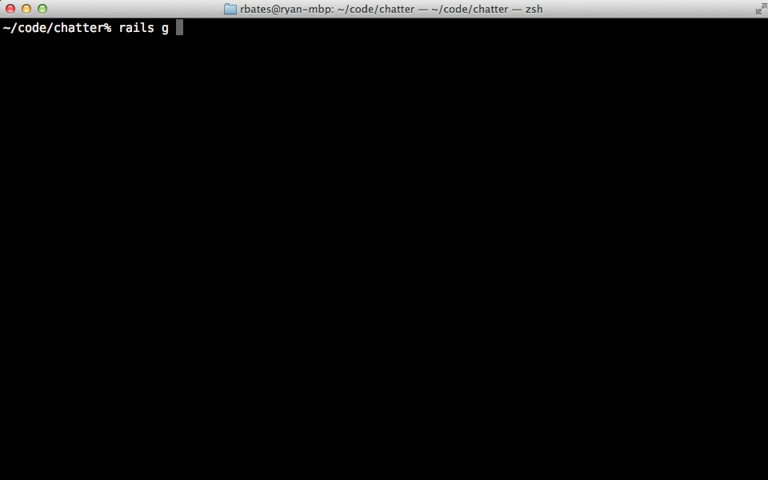 rbates@ryan-mbp: ~/code/chatter — ~/code/chatter — zsh
~/code/chatter% rails g